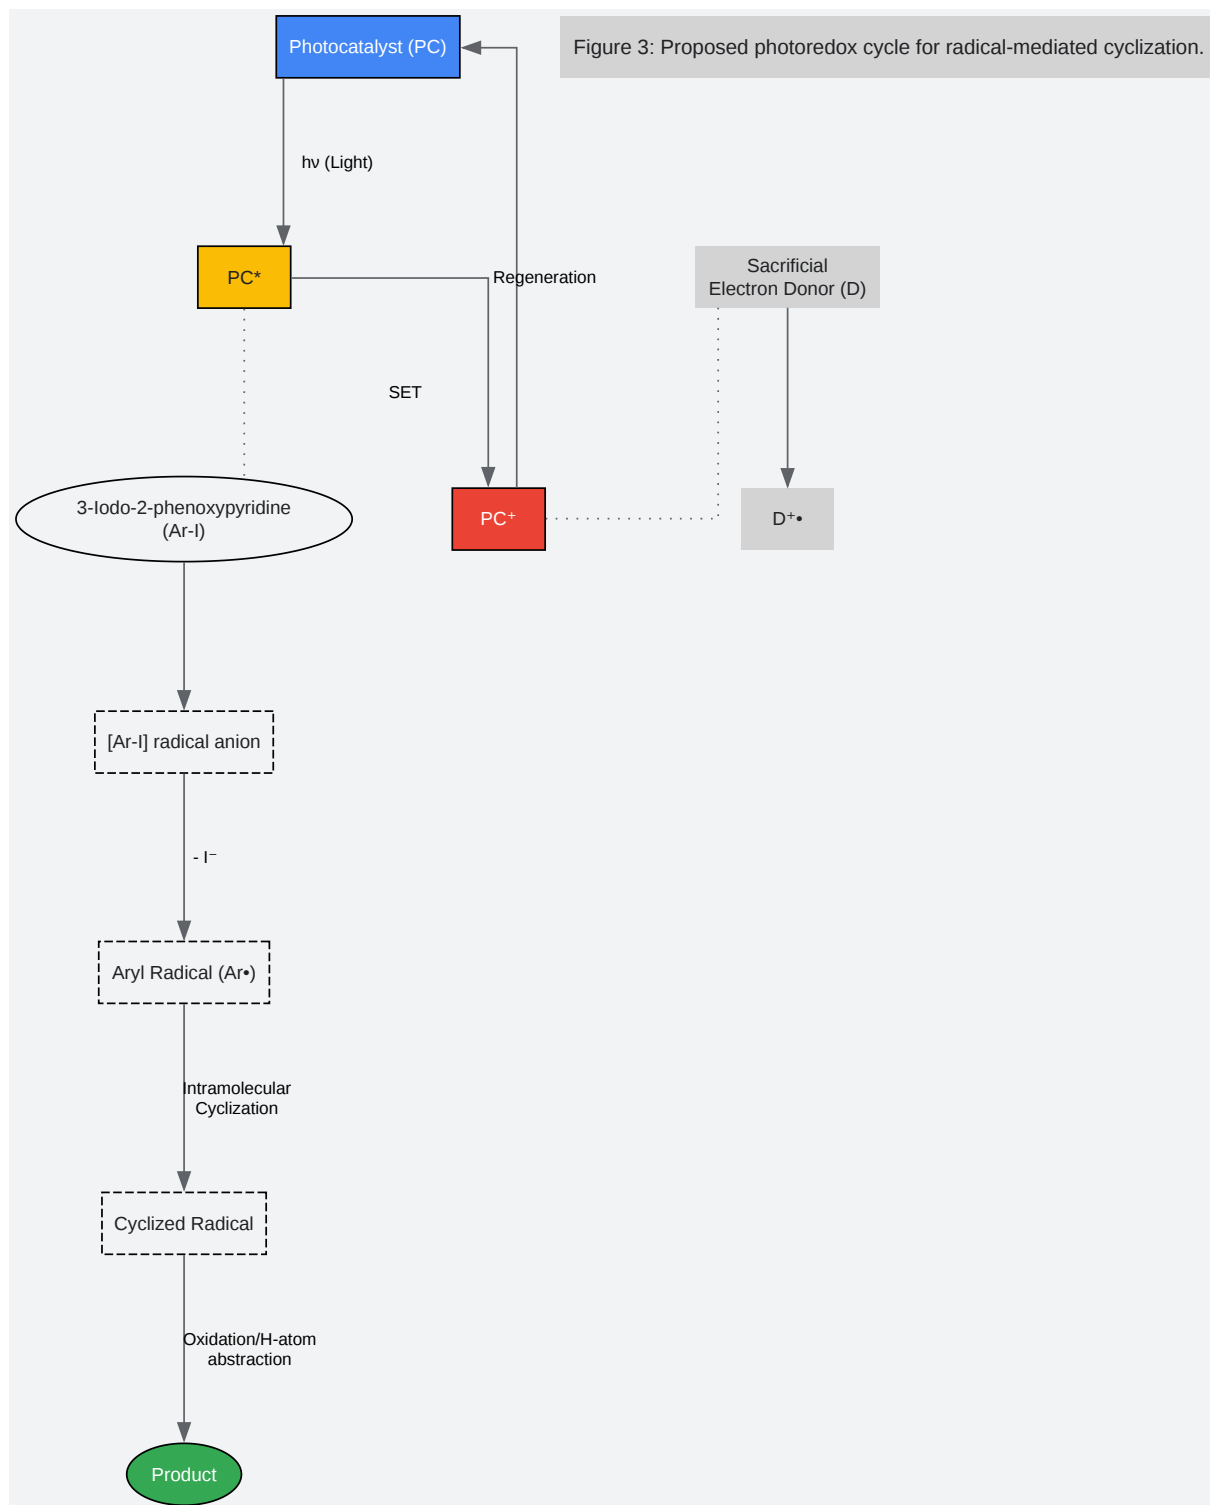 Photocatalyst (PC)
Figure 3: Proposed photoredox cycle for radical-mediated cyclization.
hν (Light)
PC*
Regeneration
Sacrificial
Electron Donor (D)
SET
3-Iodo-2-phenoxypyridine
(Ar-I)
PC⁺
D⁺•
[Ar-I] radical anion
- I⁻
Aryl Radical (Ar•)
Intramolecular
Cyclization
Cyclized Radical
Oxidation/H-atom
abstraction
Product